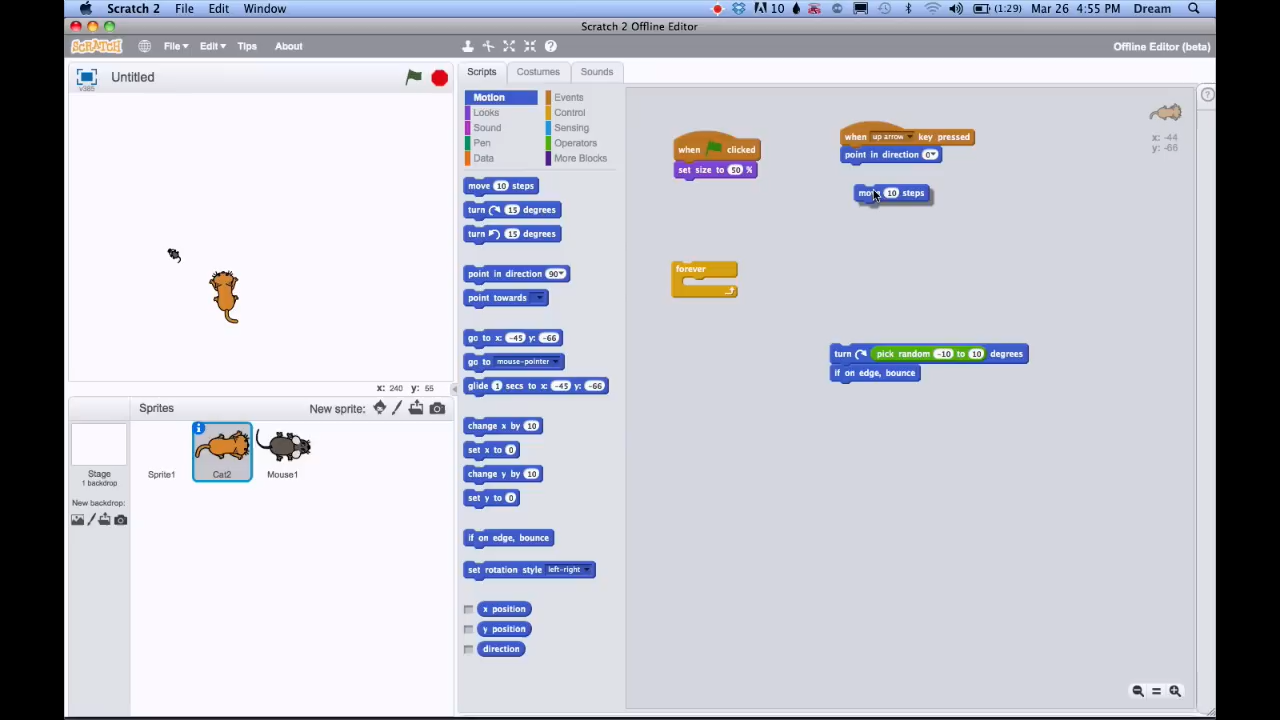 Scratch 2 File Edit Window A 10 (1:29) Mar 26 4:55 PM Dream
Scratch 2 Offline Editor
SCRATCH File Edit Tips About Offline Editor (beta)
v385
Untitled
Scripts Costumes Sounds
Motion Events
Looks Control
Sound Sensing
Pen Operators
Data More Blocks
move 10 steps
turn 15 degrees
turn 15 degrees
point in direction 90
point towards
go to x: -45 y: -66
go to mouse-pointer
glide 1 secs to x: -45 y: -66
change x by 10
set x to 0
change y by 10
set y to 0
if on edge, bounce
set rotation style left-right
x position
y position
direction
when clicked
set size to 50 %
when up arrow key pressed
point in direction 0
move 10 steps
forever
turn pick random -10 to 10 degrees
if on edge, bounce
x: -44
y: -66
x: 240 y: 55
Sprites New sprite:
Stage
1 backdrop
New backdrop:
Sprite1
Cat2
Mouse1